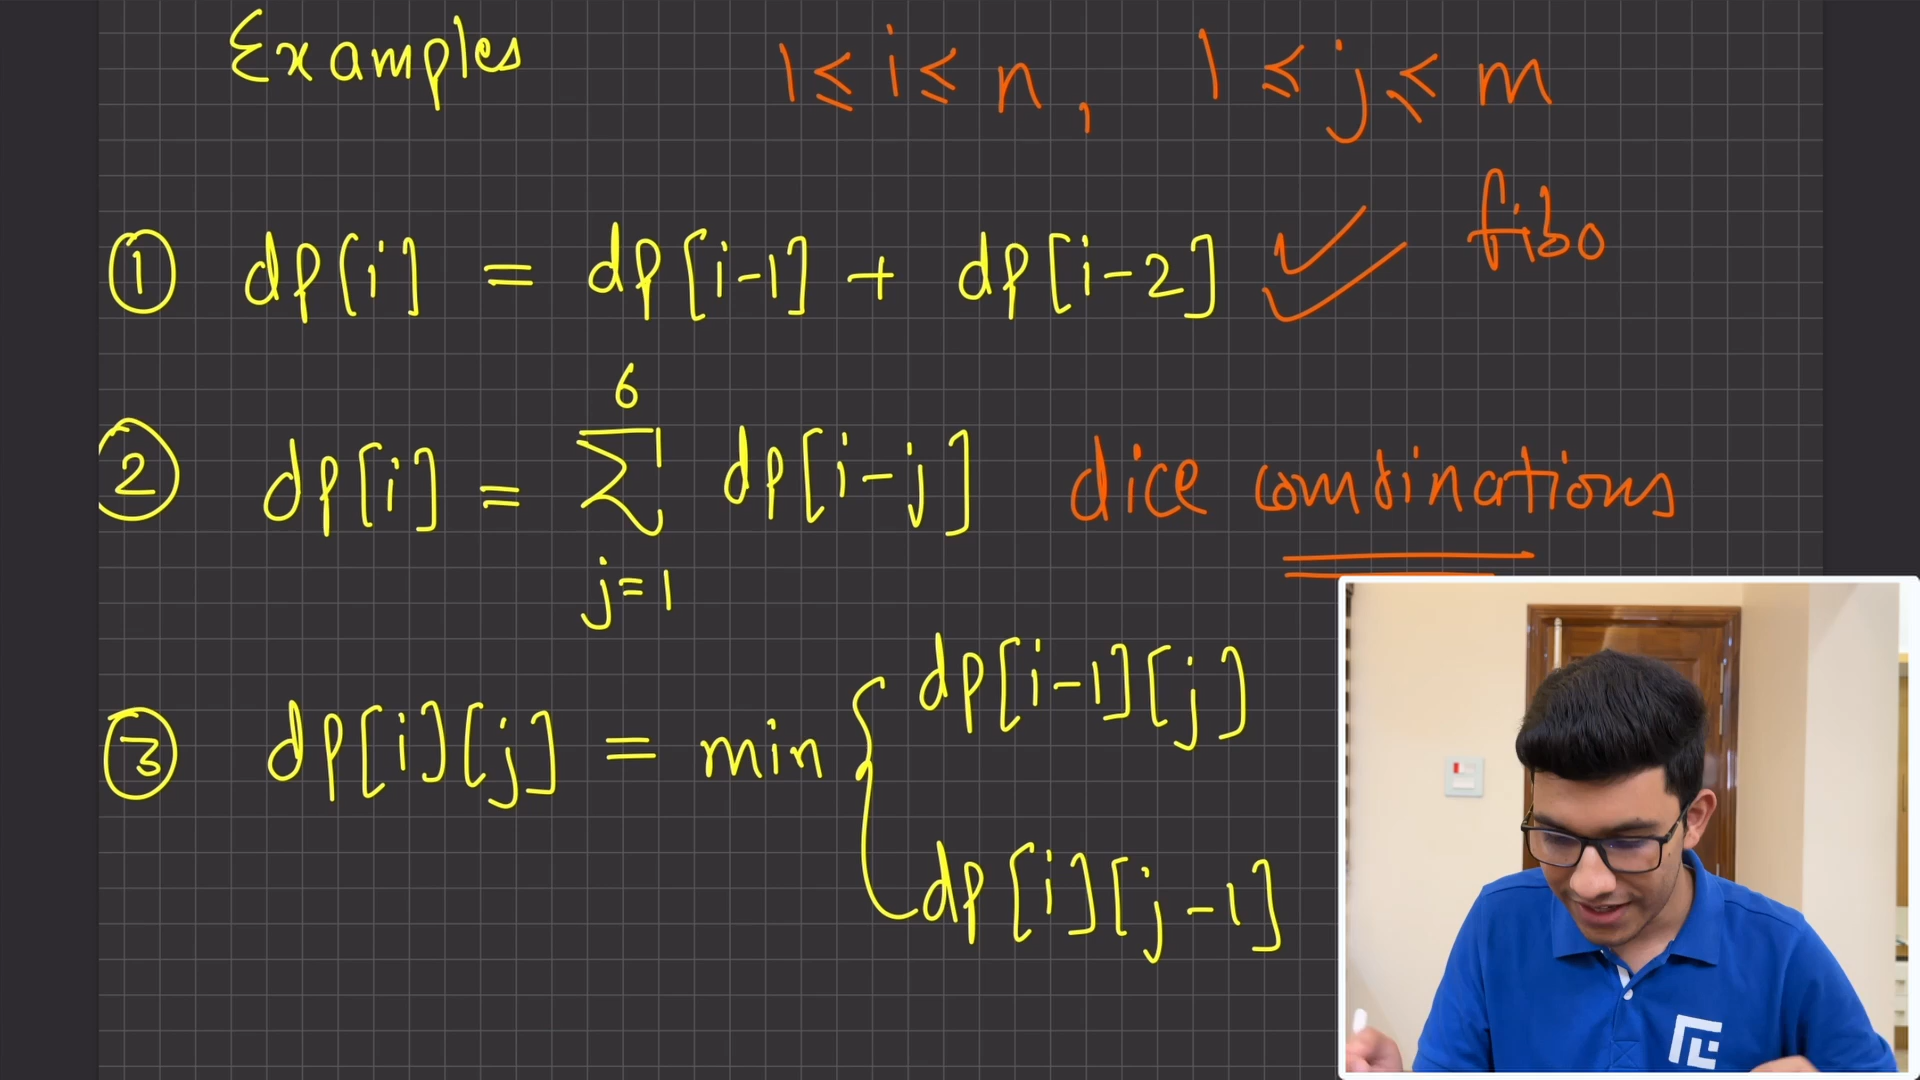 Examples 1 ≤ i ≤ n, 1 ≤ j ≤ m
① dp[i] = dp[i-1] + dp[i-2] ✓✓ fibo
6
② dp[i] = ∑ dp[i-j] dice combinations
j=1
dp[i-1][j]
③ dp[i][j] = min {
dp[i][j-1]